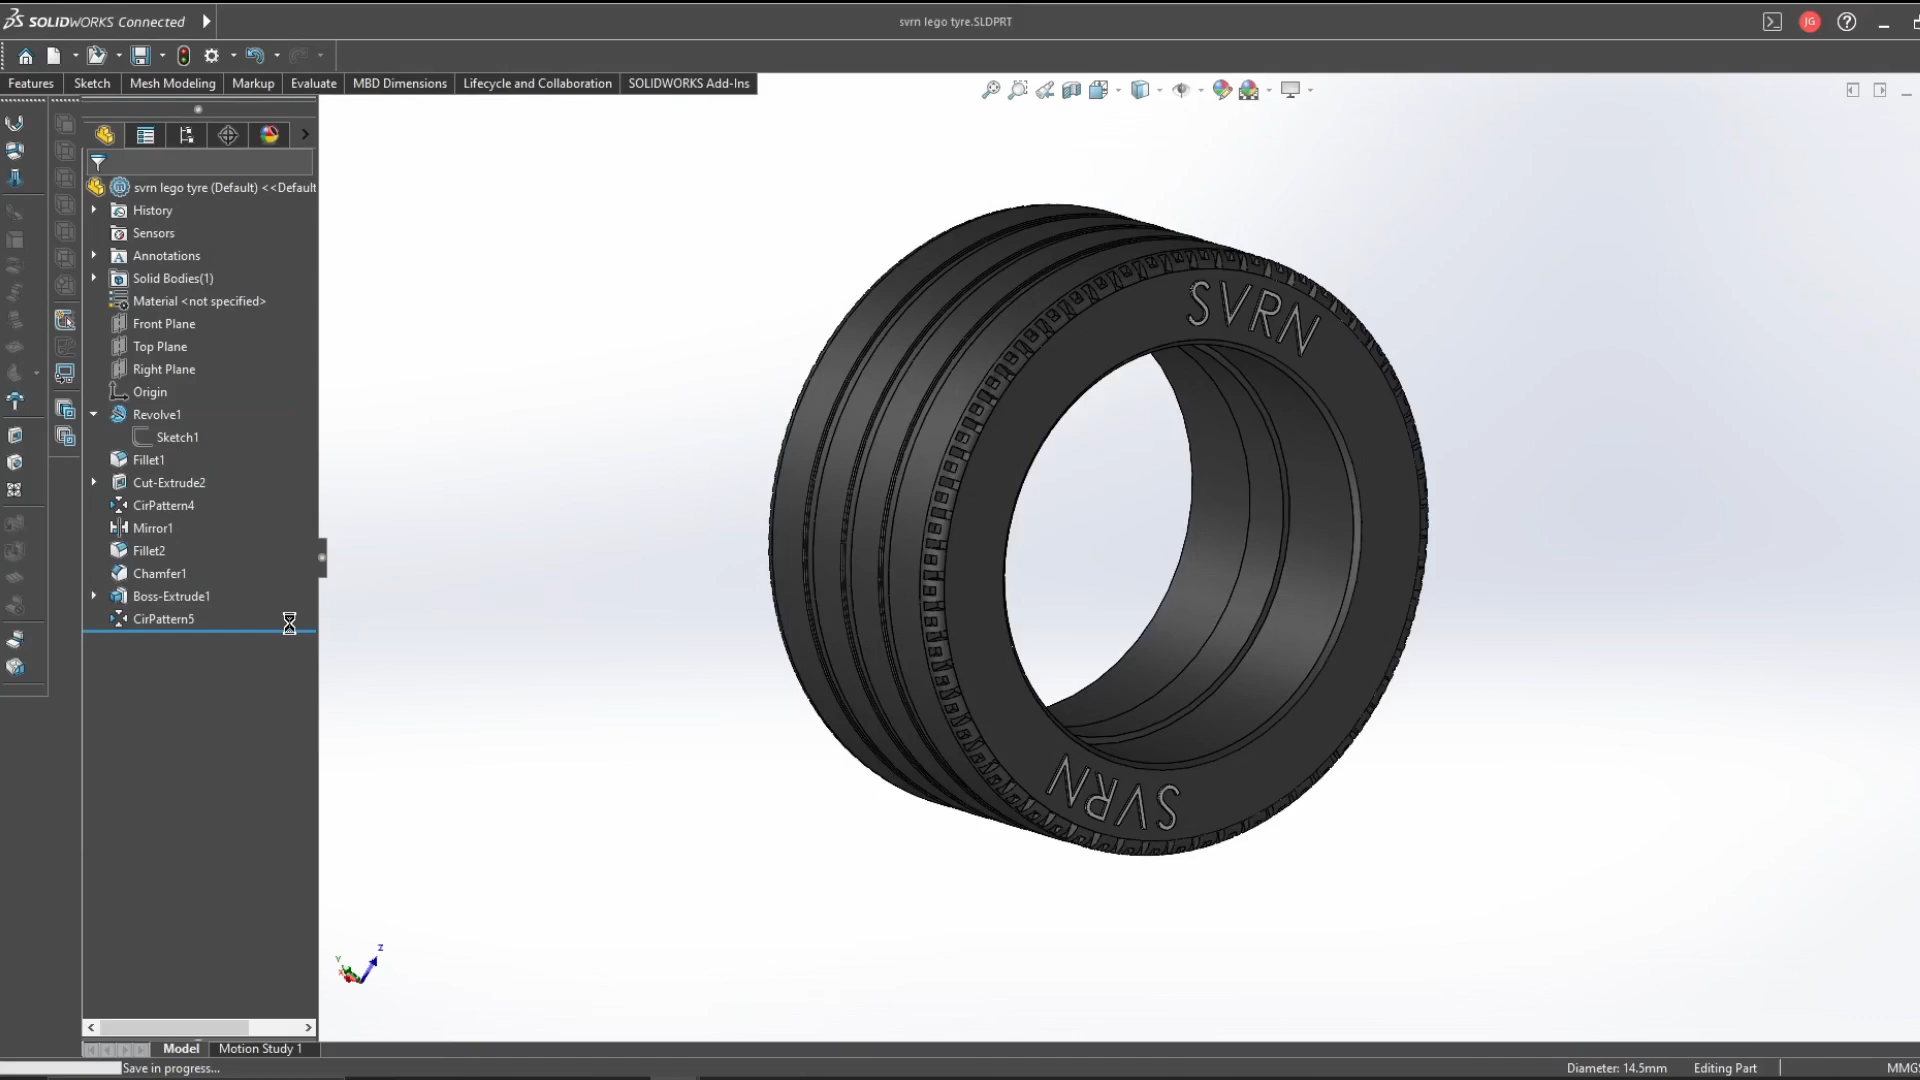 SOLIDWORKS Connected
svrn lego tyre.SLDPRT
JG
Features Sketch Mesh Modeling Markup Evaluate MBD Dimensions Lifecycle and Collaboration SOLIDWORKS Add-Ins
svrn lego tyre (Default) <<Default
History
Sensors
Annotations
Solid Bodies(1)
Material <not specified>
Front Plane
Top Plane
Right Plane
Origin
Revolve1
Sketch1
Fillet1
Cut-Extrude2
CirPattern4
Mirror1
Fillet2
Chamfer1
Boss-Extrude1
CirPattern5
SVRN
SVRN
Y
X
Z
Model Motion Study 1
Save in progress...
Diameter: 14.5mm Editing Part MMGS